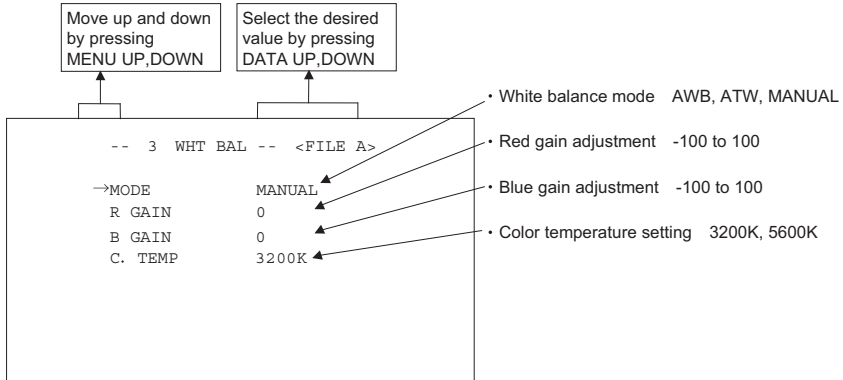 Move up and down
by pressing
MENU UP,DOWN
Select the desired
value by pressing
DATA UP,DOWN
-- 3 WHT BAL -- <FILE A>
→MODE MANUAL
R GAIN 0
B GAIN 0
C. TEMP 3200K
・White balance mode AWB, ATW, MANUAL
・Red gain adjustment -100 to 100
・Blue gain adjustment -100 to 100
・Color temperature setting 3200K, 5600K